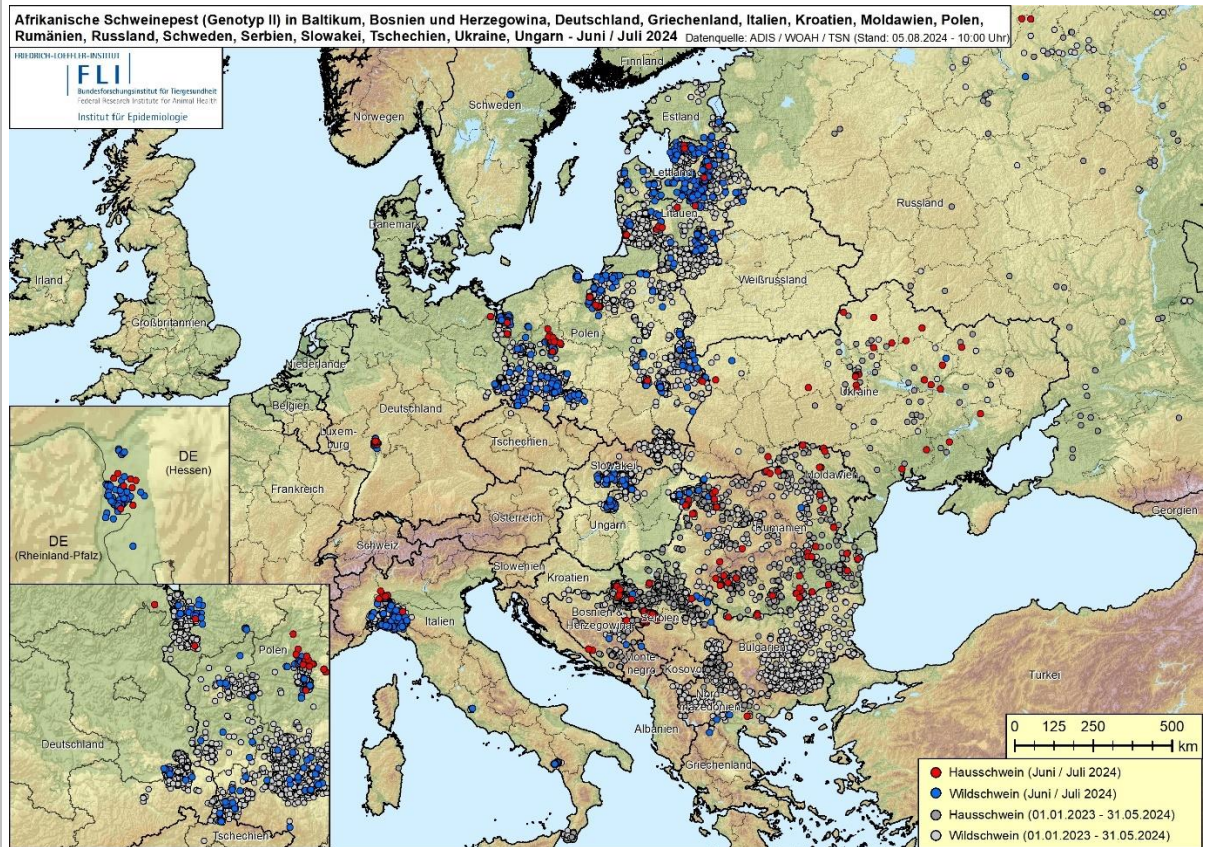 Afrikanische Schweinepest (Genotyp II) in Baltikum, Bosnien und Herzegowina, Deutschland, Griechenland, Italien, Kroatien, Moldawien, Polen,
Rumänien, Russland, Schweden, Serbien, Slowakei, Tschechien, Ukraine, Ungarn - Juni / Juli 2024 Datenquelle: ADIS / WOAH / TSN (Stand: 05.08.2024 - 10:00 Uhr)
FRIEDRICH-LOEFFLER-INSTITUT
FLI
Bundesforschungsinstitut für Tiergesundheit
Federal Research Institute for Animal Health
Institut für Epidemiologie
Finnland
Norwegen
Schweden
Estland
Lettland
Russland
Litauen
Dänemark
Irland
Weißrussland
Großbritannien
Polen
Niederlande
Ukraine
Belgien
Deutschland
Luxem-
burg
Tschechien
Slowakei
Moldawien
Frankreich
Österreich
Ungarn
Rumänien
Georgien
Schweiz
Slowenien
Kroatien
Bosnien &
Herzegowina
Serbien
Italien
Monte-
negro
Kosovo
Bulgarien
Nord-
mazedonien
Türkei
Albanien
Griechenland
DE
(Hessen)
DE
(Rheinland-Pfalz)
Polen
Deutschland
Tschechien
0 125 250 500
km
Hausschwein (Juni / Juli 2024)
Wildschwein (Juni / Juli 2024)
Hausschwein (01.01.2023 - 31.05.2024)
Wildschwein (01.01.2023 - 31.05.2024)